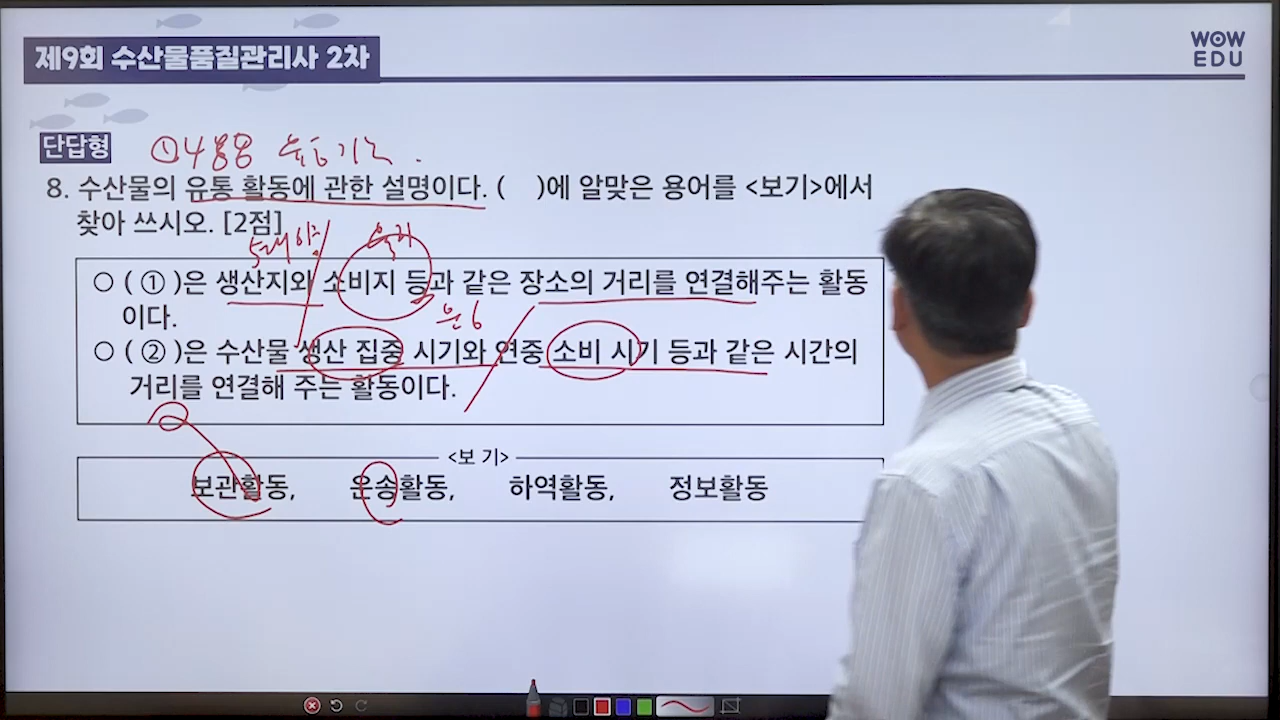 제9회 수산물품질관리사 2차
WOW
EDU
단답형
8. 수산물의 유통 활동에 관한 설명이다. ( )에 알맞은 용어를 <보기>에서
찾아 쓰시오. [2점]
○ ( ① )은 생산지와 소비지 등과 같은 장소의 거리를 연결해주는 활동
이다.
○ ( ② )은 수산물 생산 집중 시기와 연중 소비 시기 등과 같은 시간의
거리를 연결해 주는 활동이다.
<보 기>
보관활동, 운송활동, 하역활동, 정보활동